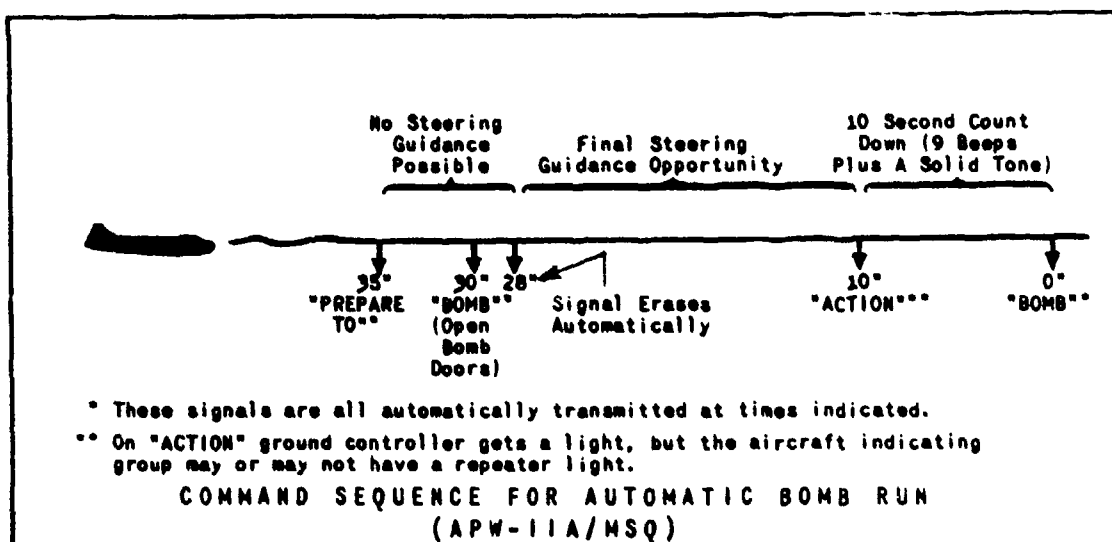 No Steering
Guidance
Possible
Final Steering
Guidance Opportunity
10 Second Count
Down (9 Beeps
Plus A Solid Tone)
35"
"PREPARE
TO"*
30"
"BOMB"*
(Open
Bomb
Doors)
28"
Signal Erases
Automatically
10"
"ACTION"**
0"
"BOMB"*
* These signals are all automatically transmitted at times indicated.
** On "ACTION" ground controller gets a light, but the aircraft indicating
group may or may not have a repeater light.
COMMAND SEQUENCE FOR AUTOMATIC BOMB RUN
(APW-11A/MSQ)